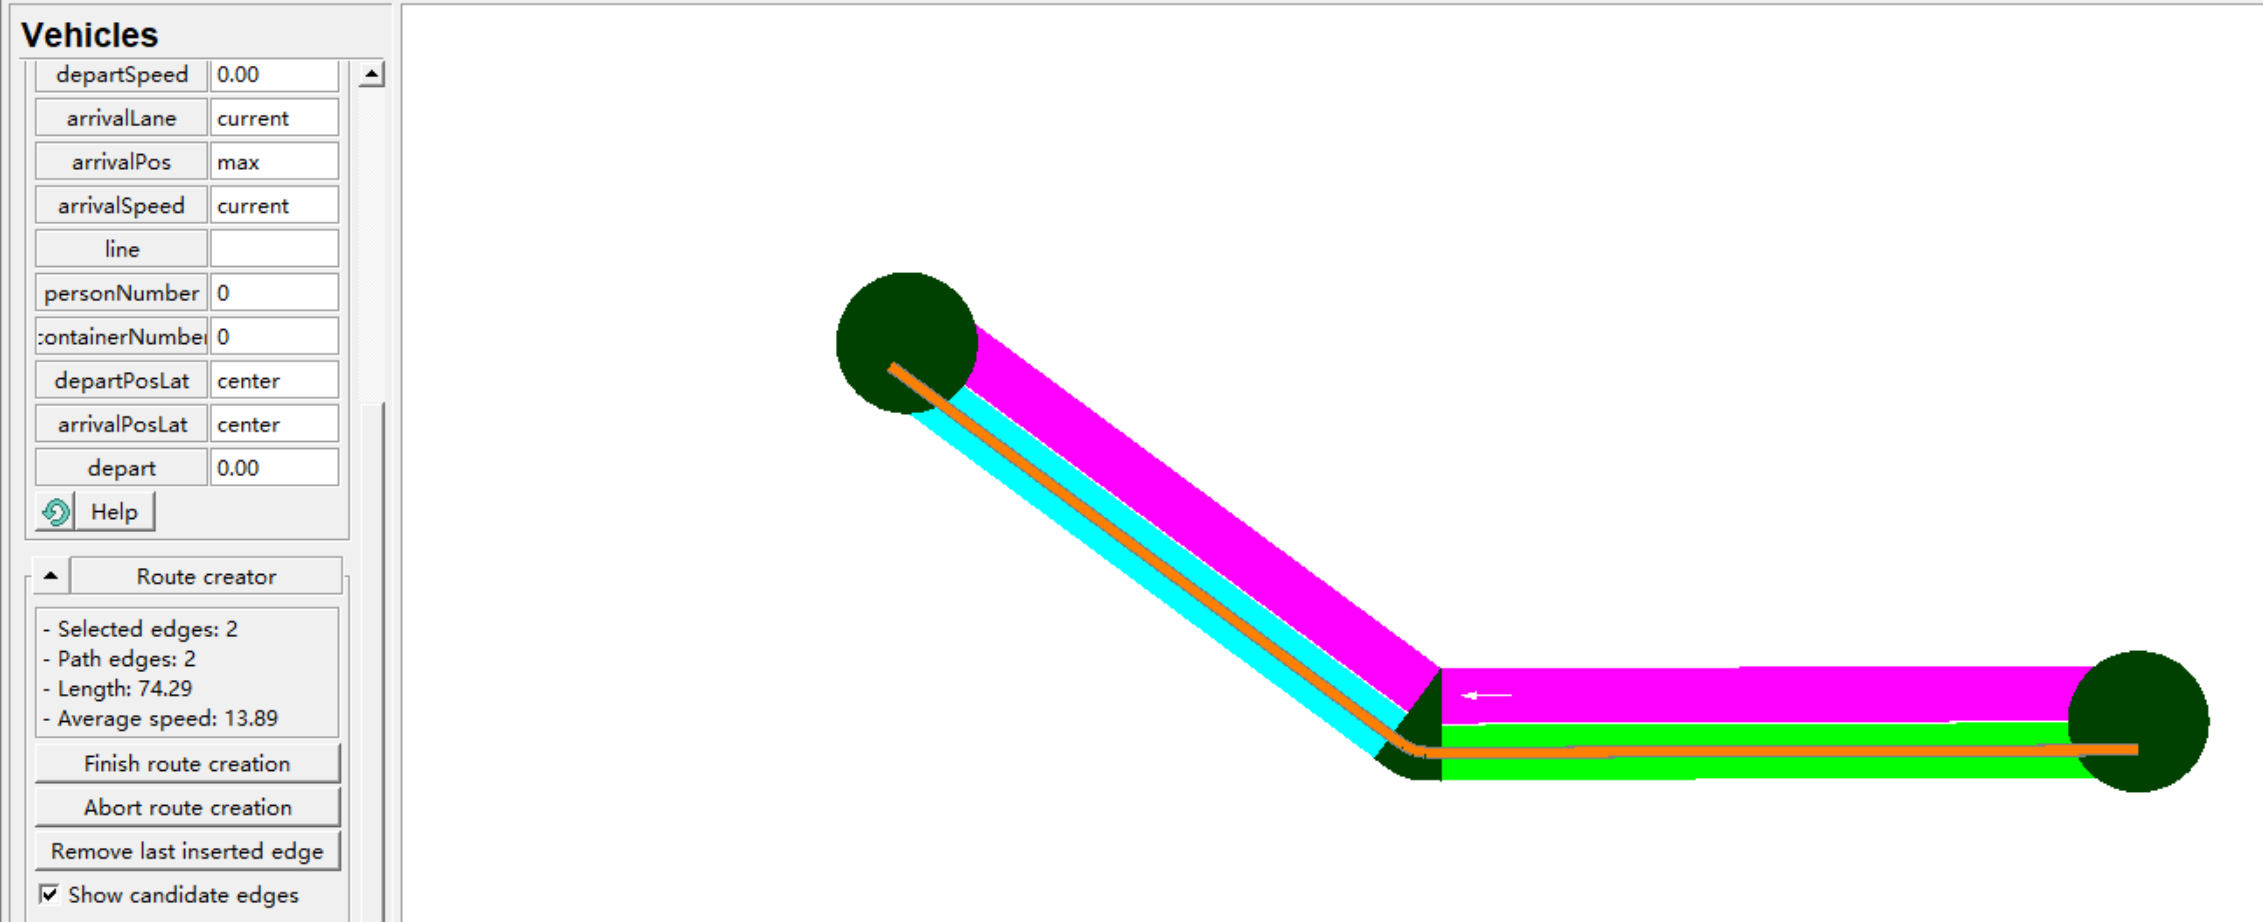 Vehicles
departSpeed 0.00
arrivalLane current
arrivalPos max
arrivalSpeed current
line
personNumber 0
containerNumber 0
departPosLat center
arrivalPosLat center
depart 0.00
Help
Route creator
- Selected edges: 2
- Path edges: 2
- Length: 74.29
- Average speed: 13.89
Finish route creation
Abort route creation
Remove last inserted edge
Show candidate edges